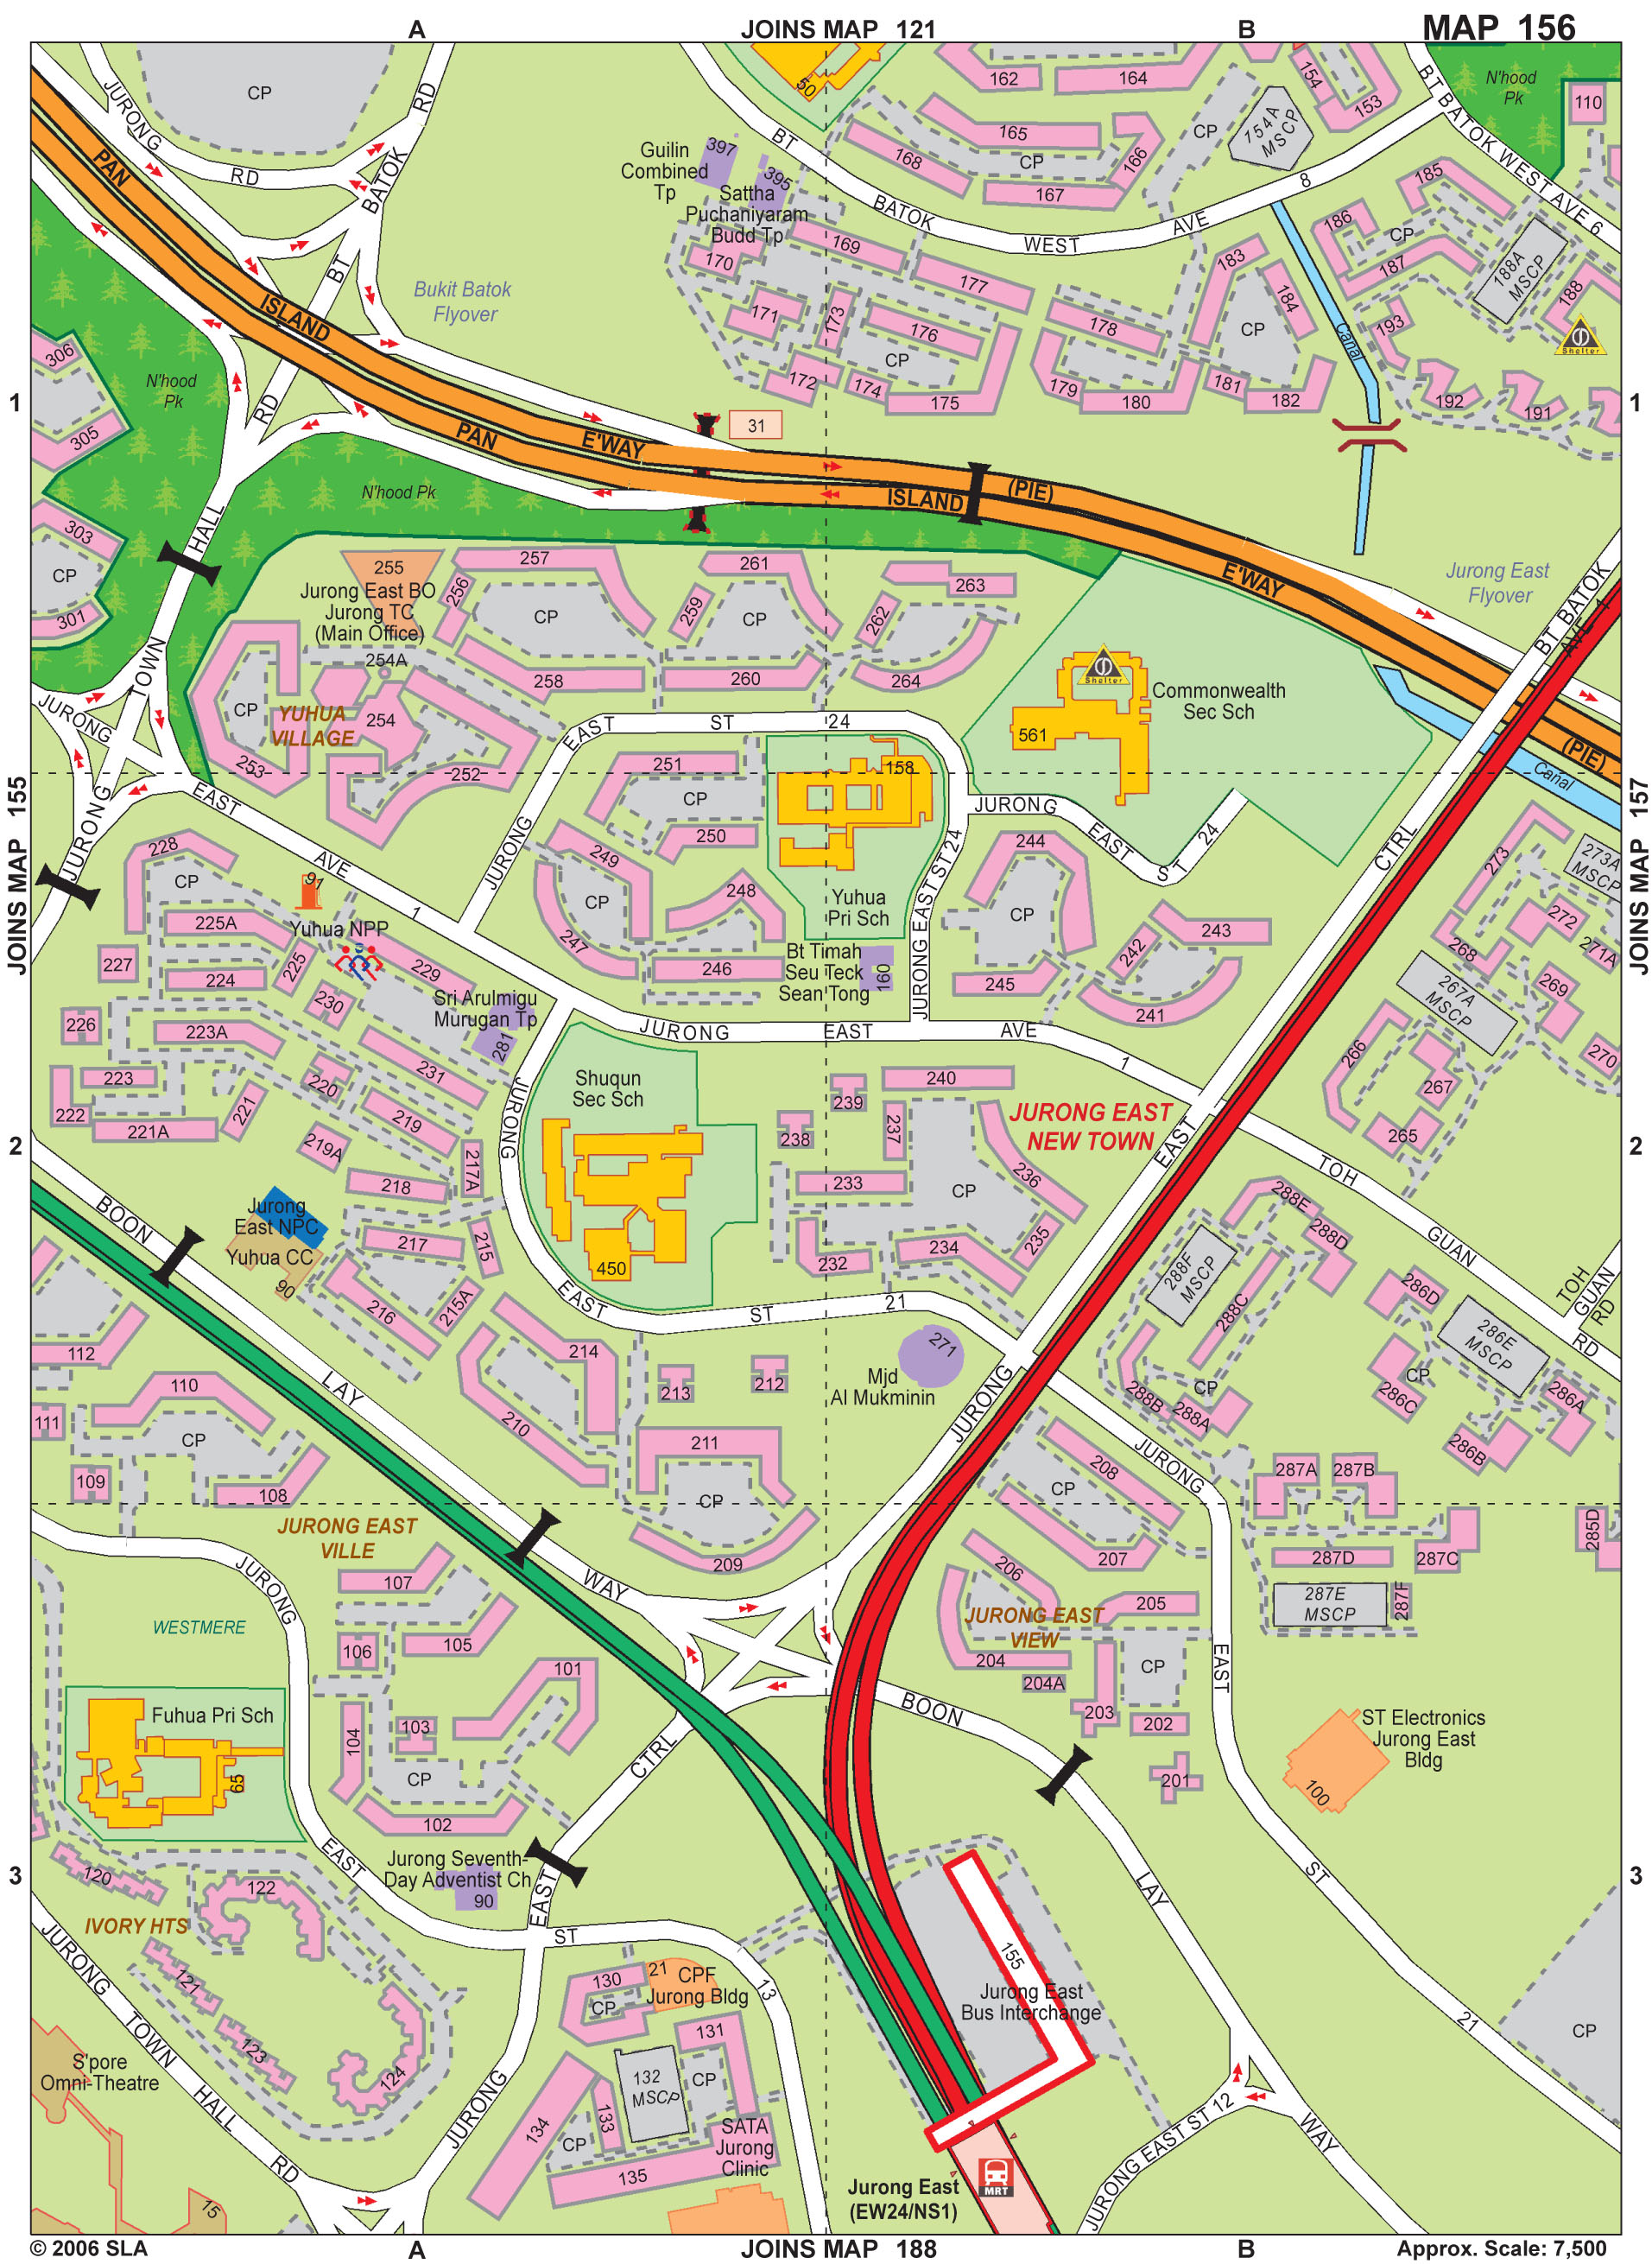 A
JOINS MAP 121
B
MAP 156
CP
JURONG
RD
RD
BATOK
BT
RD
HALL
TOWN
JURONG
PAN
ISLAND
E'WAY
PAN
ISLAND
(PIE)
E'WAY
(PIE)
50
BT
BATOK
WEST
AVE
8
162
164
154
153
N'hood
Pk
110
BT BATOK WEST AVE 6
165
CP
168
166
167
CP
754A
MSCP
Guilin
Combined
Tp
397
395
Sattha
Puchaniyaram
Budd Tp
169
170
171
173
177
176
CP
172
174
175
178
179
180
183
184
CP
181
182
185
186
CP
187
188A
MSCP
188
Shelter
193
192
191
Canal
Bukit Batok
Flyover
N'hood
Pk
306
305
303
CP
301
1
1
31
N'hood Pk
Jurong East
Flyover
BT BATOK
AVE 1
255
Jurong East BO
Jurong TC
(Main Office)
254A
254
YUHUA
VILLAGE
CP
253
252
256
257
CP
258
259
261
CP
260
262
263
264
Shelter
Commonwealth
Sec Sch
561
JURONG
EAST
ST
24
JURONG
EAST
AVE
1
251
CP
250
249
248
CP
247
246
158
Yuhua
Pri Sch
Bt Timah
Seu Teck
Sean Tong
160
JURONG EAST ST 24
JURONG
EAST
ST
24
244
CP
245
242
243
241
CTRL
Canal
273
273A
MSCP
272
271A
268
267A
MSCP
269
270
266
267
265
JOINS MAP 155
JOINS MAP 157
228
CP
91
225A
Yuhua NPP
227
224
225
229
230
226
223A
Sri Arulmigu
Murugan Tp
281
231
223
220
222
221A
221
219
219A
217A
218
217
215
JURONG
EAST
AVE
1
Shuqun
Sec Sch
450
JURONG
EAST
ST
21
239
240
238
237
233
236
CP
232
234
235
JURONG EAST
NEW TOWN
EAST
JURONG
2
2
TOH
GUAN
RD
TOH
GUAN
RD
288E
288D
288F
MSCP
288C
286D
286E
MSCP
CP
286C
286A
286B
288B
CP
288A
BOON
LAY
WAY
Jurong
East NPC
Yuhua CC
90
216
215A
112
110
111
CP
109
108
210
214
213
212
211
CP
209
271
Mjd
Al Mukminin
208
CP
207
206
205
JURONG EAST
VIEW
204
204A
CP
203
202
201
JURONG
EAST
ST
21
287A
287B
285D
287D
287C
287E
MSCP
287F
JURONG EAST
VILLE
107
106
105
101
104
103
CP
102
WESTMERE
JURONG
EAST
ST
13
Fuhua Pri Sch
65
BOON
LAY
WAY
CTRL
EAST
JURONG
ST Electronics
Jurong East
Bldg
100
3
3
120
122
IVORY HTS
121
123
124
Jurong Seventh-
Day Adventist Ch
90
JURONG
TOWN
HALL
RD
S'pore
Omni-Theatre
15
130
CP
21
CPF
Jurong Bldg
131
132
MSCP
CP
134
133
CP
135
SATA
Jurong
Clinic
155
Jurong East
Bus Interchange
Jurong East
(EW24/NS1)
MRT
JURONG EAST ST 12
CP
© 2006 SLA
A
JOINS MAP 188
B
Approx. Scale: 7,500